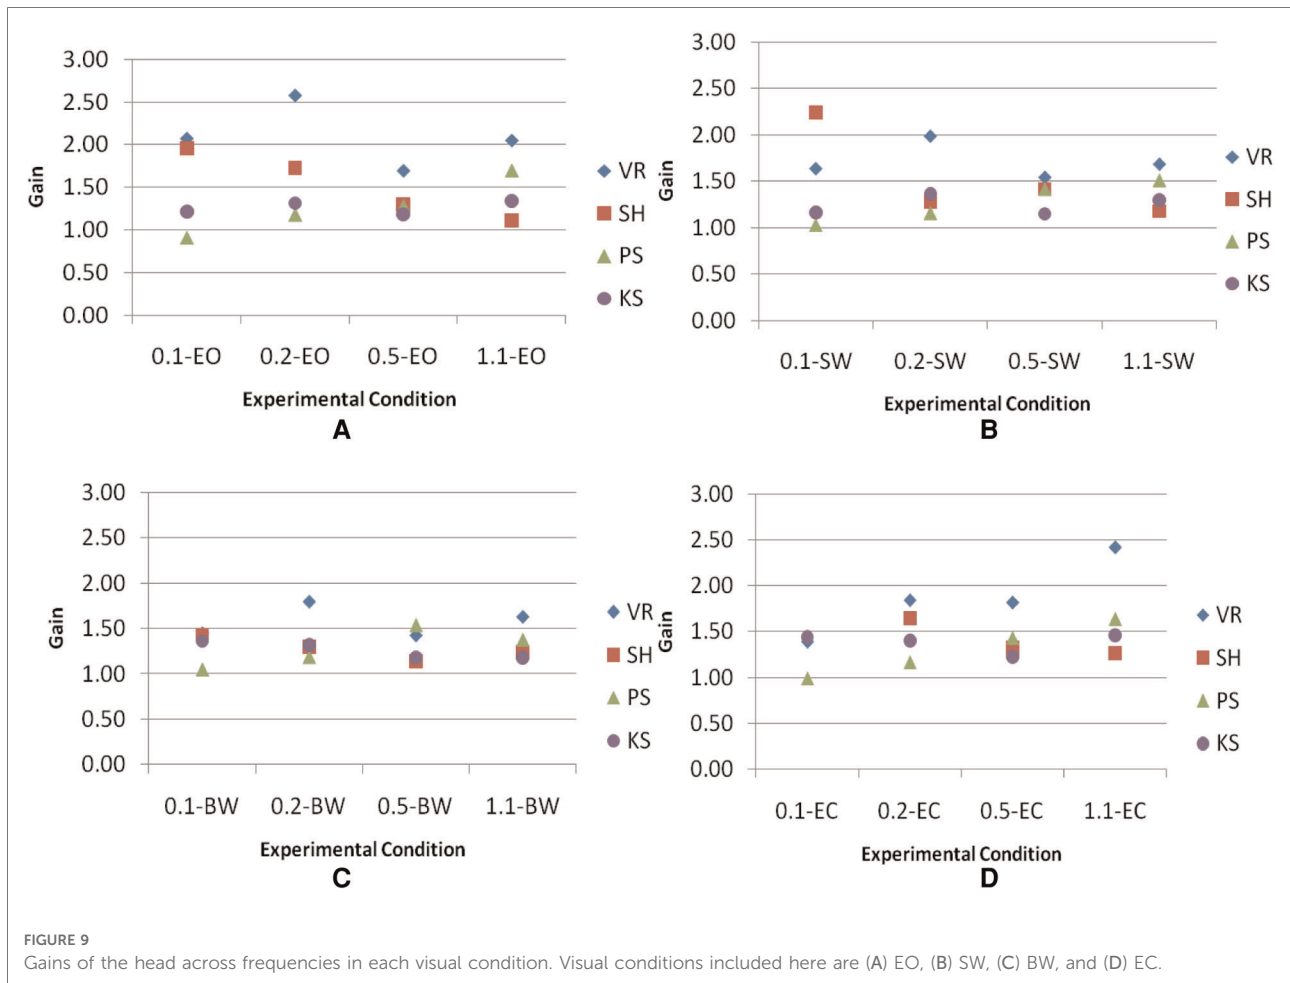 3.00
2.50
2.00
1.50
1.00
0.50
0.00
Gain
0.1-EO 0.2-EO 0.5-EO 1.1-EO
Experimental Condition
VR
SH
PS
KS
A
3.00
2.50
2.00
1.50
1.00
0.50
0.00
Gain
0.1-SW 0.2-SW 0.5-SW 1.1-SW
Experimental Condition
VR
SH
PS
KS
B
3.00
2.50
2.00
1.50
1.00
0.50
0.00
Gain
0.1-BW 0.2-BW 0.5-BW 1.1-BW
Experimental Condition
VR
SH
PS
KS
C
3.00
2.50
2.00
1.50
1.00
0.50
0.00
Gain
0.1-EC 0.2-EC 0.5-EC 1.1-EC
Experimental Condition
VR
SH
PS
KS
D
FIGURE 9
Gains of the head across frequencies in each visual condition. Visual conditions included here are (A) EO, (B) SW, (C) BW, and (D) EC.